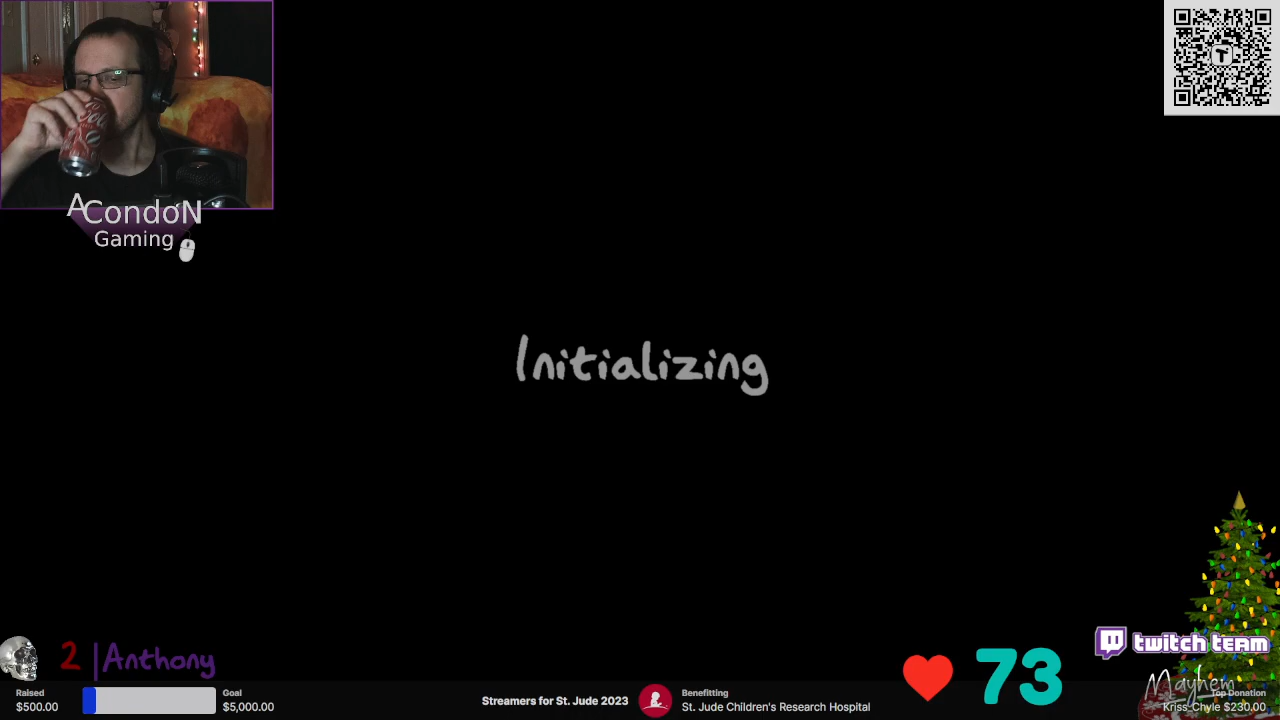 ACondoN
Gaming
Initializing
2 |Anthony
73
twitch team
Mayhem
Raised
$500.00
Goal
$5,000.00
Streamers for St. Jude 2023
Benefitting
St. Jude Children's Research Hospital
Top Donation
Kriss_Chyle $230.00